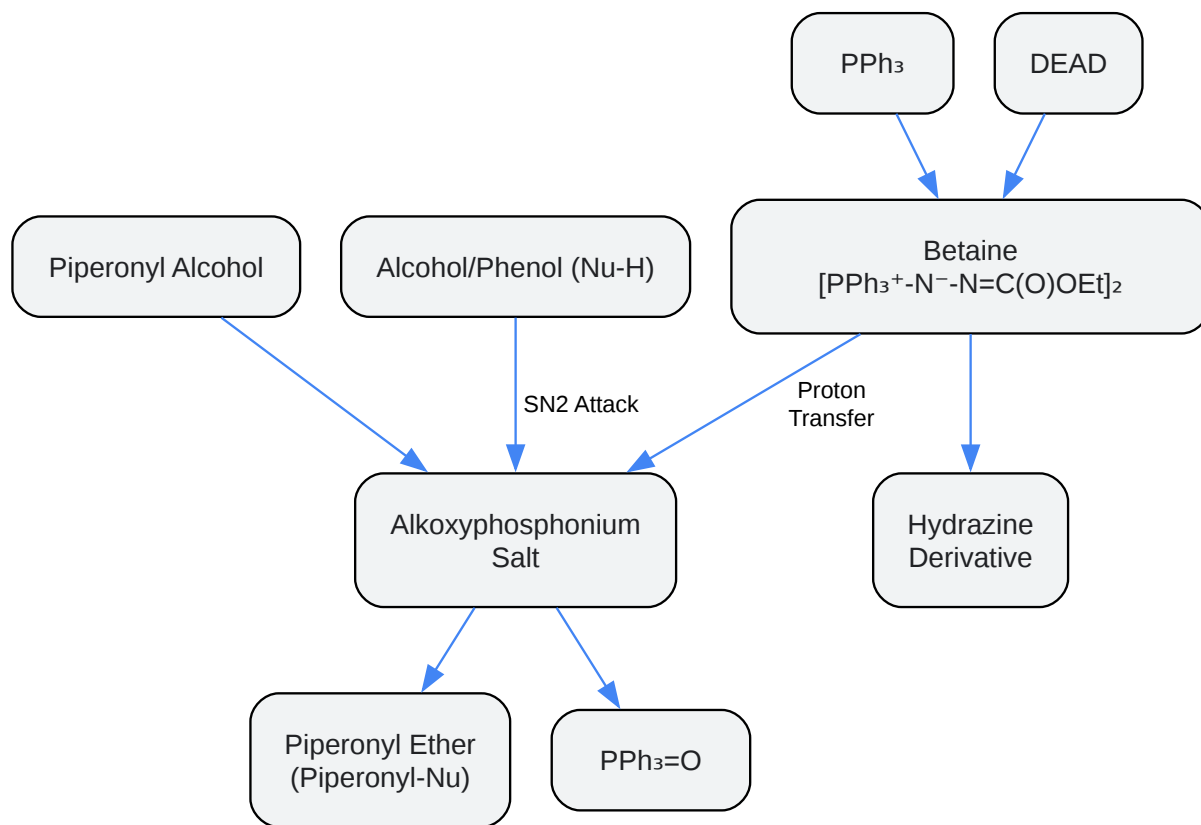 PPh₃
DEAD
Piperonyl Alcohol
Alcohol/Phenol (Nu-H)
Betaine
[PPh₃⁺-N⁻-N=C(O)OEt]₂
SN2 Attack
Proton
Transfer
Alkoxyphosphonium
Salt
Hydrazine
Derivative
Piperonyl Ether
(Piperonyl-Nu)
PPh₃=O